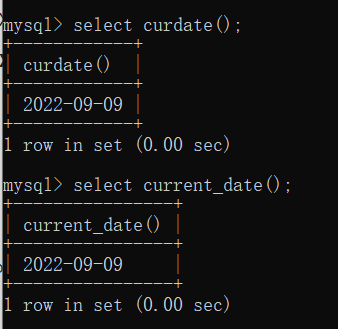 mysql> select curdate();
+------------+
| curdate()  |
+------------+
| 2022-09-09 |
+------------+
1 row in set (0.00 sec)
mysql> select current_date();
+----------------+
| current_date() |
+----------------+
| 2022-09-09     |
+----------------+
1 row in set (0.00 sec)